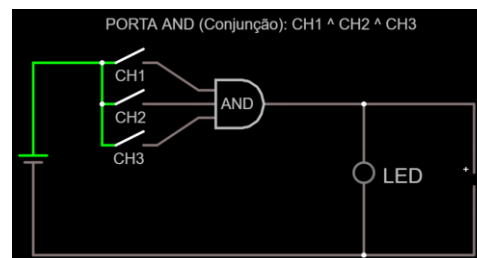 PORTA AND (Conjunção): CH1 ^ CH2 ^ CH3
CH1
CH2
AND
CH3
LED
+